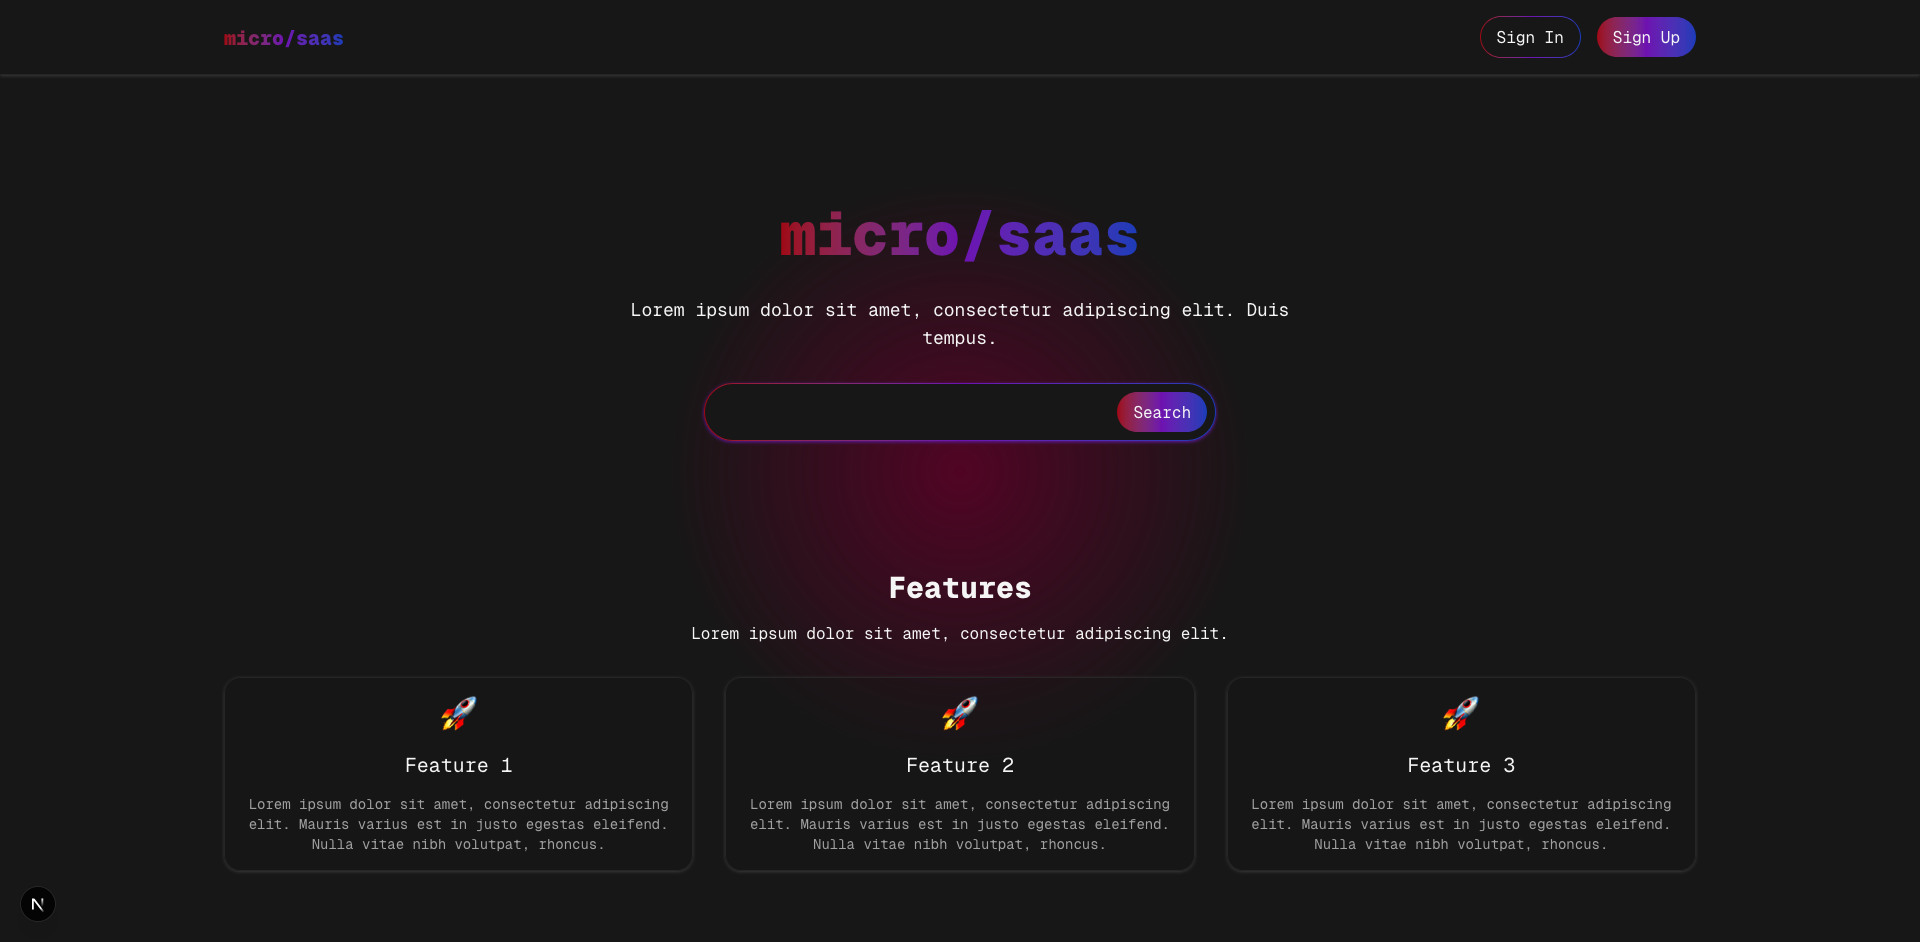 micro/saas
Sign In
Sign Up
micro/saas
Lorem ipsum dolor sit amet, consectetur adipiscing elit. Duis
tempus.
Search
Features
Lorem ipsum dolor sit amet, consectetur adipiscing elit.
Feature 1
Lorem ipsum dolor sit amet, consectetur adipiscing
elit. Mauris varius est in justo egestas eleifend.
Nulla vitae nibh volutpat, rhoncus.
Feature 2
Lorem ipsum dolor sit amet, consectetur adipiscing
elit. Mauris varius est in justo egestas eleifend.
Nulla vitae nibh volutpat, rhoncus.
Feature 3
Lorem ipsum dolor sit amet, consectetur adipiscing
elit. Mauris varius est in justo egestas eleifend.
Nulla vitae nibh volutpat, rhoncus.
N